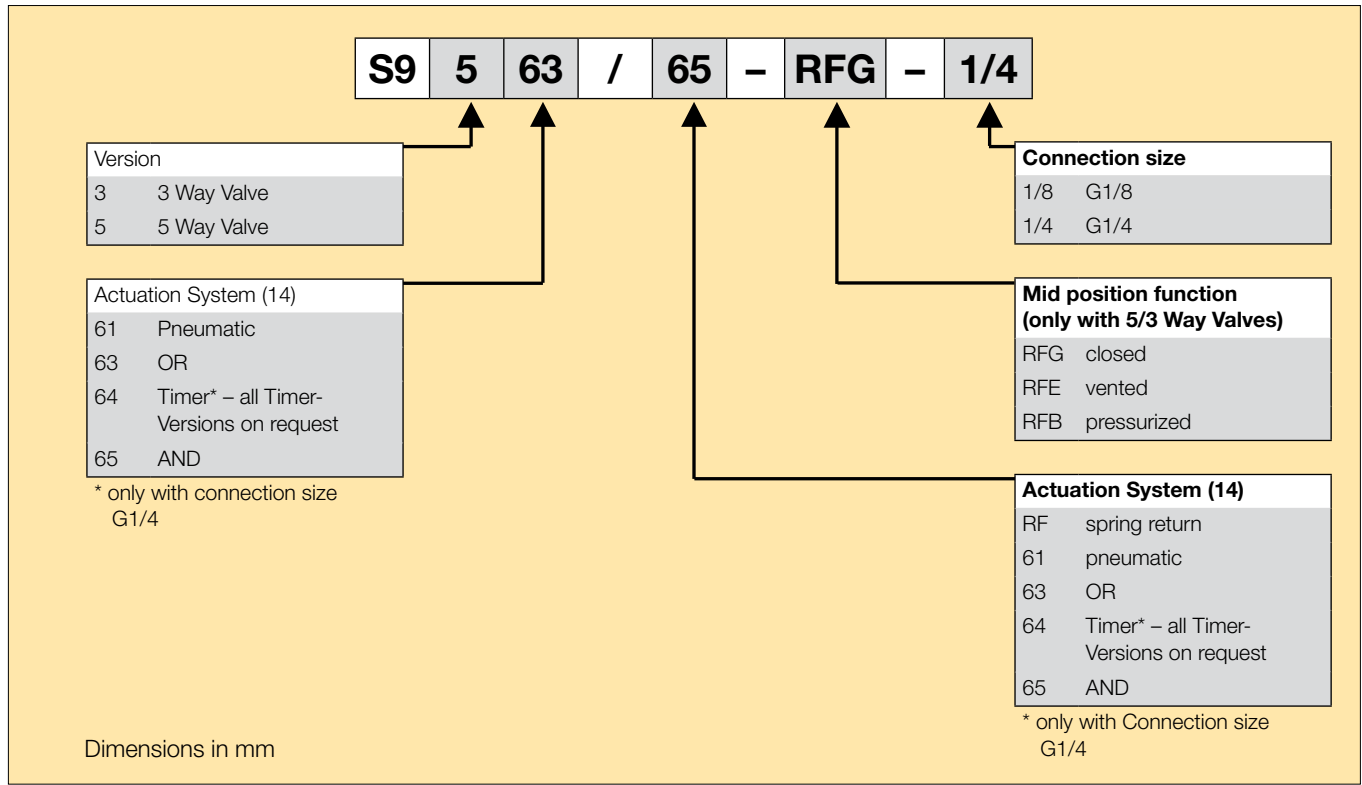 S9 5 63 / 65 – RFG – 1/4
Version
3 3 Way Valve
5 5 Way Valve
Actuation System (14)
61 Pneumatic
63 OR
64 Timer* – all Timer-
Versions on request
65 AND
* only with connection size
G1/4
Connection size
1/8 G1/8
1/4 G1/4
Mid position function
(only with 5/3 Way Valves)
RFG closed
RFE vented
RFB pressurized
Actuation System (14)
RF spring return
61 pneumatic
63 OR
64 Timer* – all Timer-
Versions on request
65 AND
* only with Connection size
G1/4
Dimensions in mm